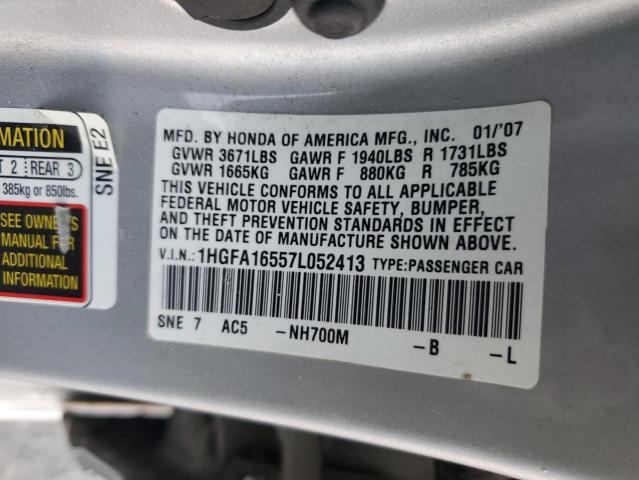 MATION
T 2 REAR 3
385kg or 850lbs.
SEE OWNER'S
MANUAL FOR
ADDITIONAL
INFORMATION
SNE E2
MFD. BY HONDA OF AMERICA MFG., INC. 01/'07
GVWR 3671LBS GAWR F 1940LBS R 1731LBS
GVWR 1665KG GAWR F 880KG R 785KG
THIS VEHICLE CONFORMS TO ALL APPLICABLE
FEDERAL MOTOR VEHICLE SAFETY, BUMPER,
AND THEFT PREVENTION STANDARDS IN EFFECT
ON THE DATE OF MANUFACTURE SHOWN ABOVE.
V.I.N.:1HGFA16557L052413 TYPE:PASSENGER CAR
SNE 7 AC5 -NH700M -B -L